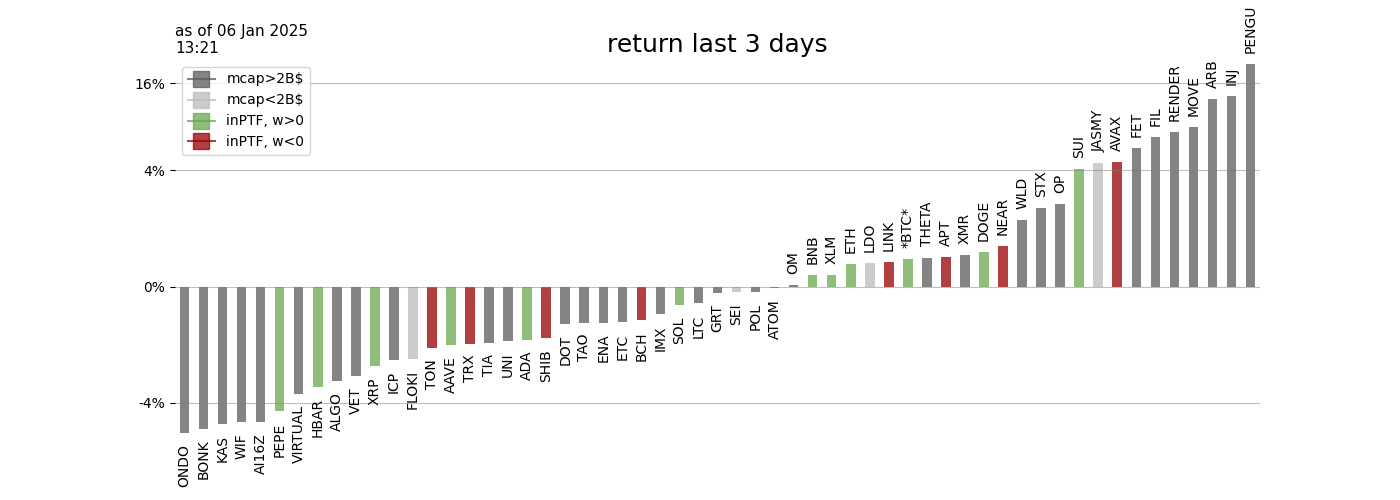 as of 06 Jan 2025
13:21
return last 3 days
mcap>2B$
mcap<2B$
inPTF, w>0
inPTF, w<0
16%
4%
0%
-4%
ONDO
BONK
KAS
WIF
AI16Z
PEPE
VIRTUAL
HBAR
ALGO
VET
XRP
ICP
FLOKI
TON
AAVE
TRX
TIA
UNI
ADA
SHIB
DOT
TAO
ENA
ETC
BCH
IMX
SOL
LTC
GRT
SEI
POL
ATOM
OM
BNB
XLM
ETH
LDO
LINK
*BTC*
THETA
APT
XMR
DOGE
NEAR
WLD
STX
OP
SUI
JASMY
AVAX
FET
FIL
RENDER
MOVE
ARB
INJ
PENGU